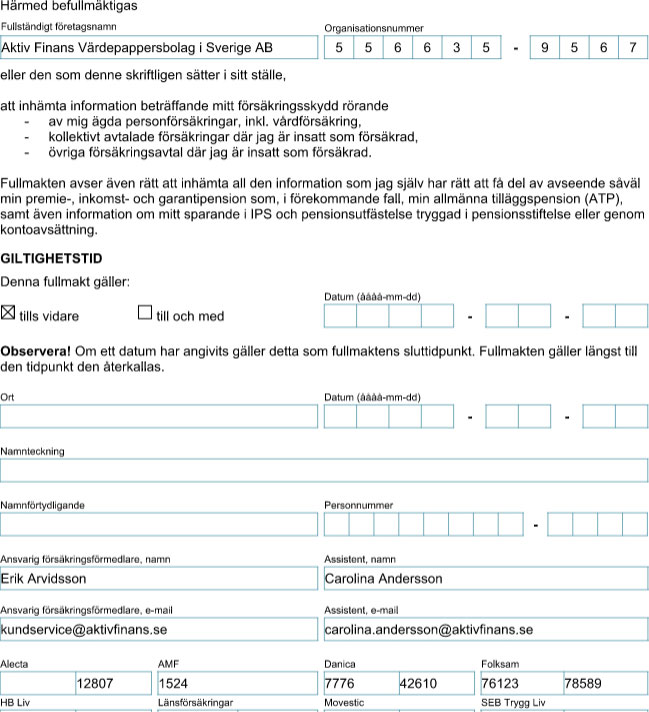 Härmed befullmäktigas
Fullständigt företagsnamn Organisationsnummer
Aktiv Finans Värdepappersbolag i Sverige AB 5 5 6 6 3 5 - 9 5 6 7
eller den som denne skriftligen sätter i sitt ställe,
att inhämta information beträffande mitt försäkringsskydd rörande
- av mig ägda personförsäkringar, inkl. vårdförsäkring,
- kollektivt avtalade försäkringar där jag är insatt som försäkrad,
- övriga försäkringsavtal där jag är insatt som försäkrad.
Fullmakten avser även rätt att inhämta all den information som jag själv har rätt att få del av avseende såväl
min premie-, inkomst- och garantipension som, i förekommande fall, min allmänna tilläggspension (ATP),
samt även information om mitt sparande i IPS och pensionsutfästelse tryggad i pensionsstiftelse eller genom
kontoavsättning.
GILTIGHETSTID
Denna fullmakt gäller:
Datum (åååå-mm-dd)
tills vidare till och med - -
Observera! Om ett datum har angivits gäller detta som fullmaktens sluttidpunkt. Fullmakten gäller längst till
den tidpunkt den återkallas.
Ort Datum (åååå-mm-dd)
- -
Namnteckning
Namnförtydligande Personnummer
-
Ansvarig försäkringsförmedlare, namn Assistent, namn
Erik Arvidsson Carolina Andersson
Ansvarig försäkringsförmedlare, e-mail Assistent, e-mail
kundservice@aktivfinans.se carolina.andersson@aktivfinans.se
Alecta AMF Danica Folksam
12807 1524 7776 42610 76123 78589
HB Liv Länsförsäkringar Movestic SEB Trygg Liv